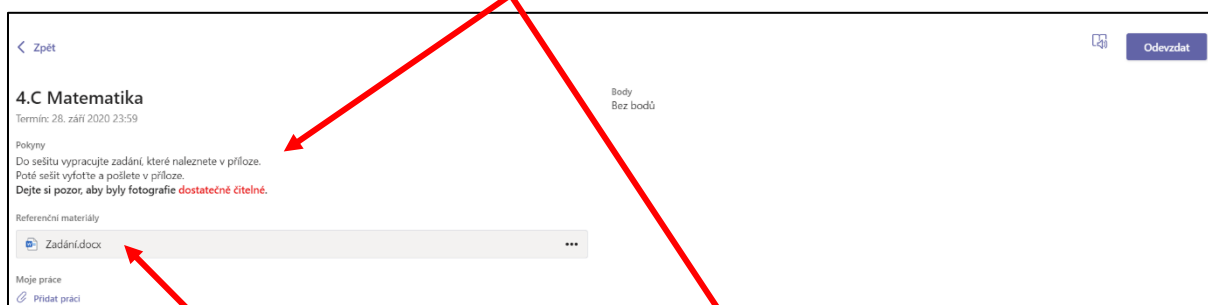 Zpět
Odevzdat
4.C Matematika
Termín: 28. září 2020 23:59
Body
Bez bodů
Pokyny
Do sešitu vypracujte zadání, které naleznete v příloze.
Poté sešit vyfoťte a pošlete v příloze.
Dejte si pozor, aby byly fotografie dostatečně čitelné.
Referenční materiály
Zadání.docx
Moje práce
Přidat práci